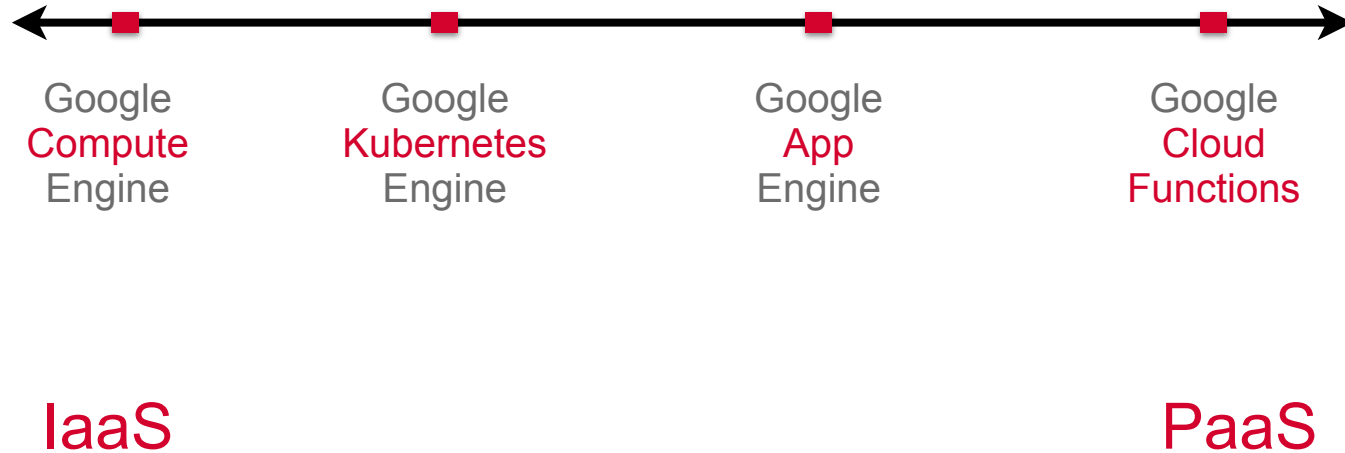 Google
Compute
Engine
Google
Kubernetes
Engine
Google
App
Engine
Google
Cloud
Functions
IaaS
PaaS